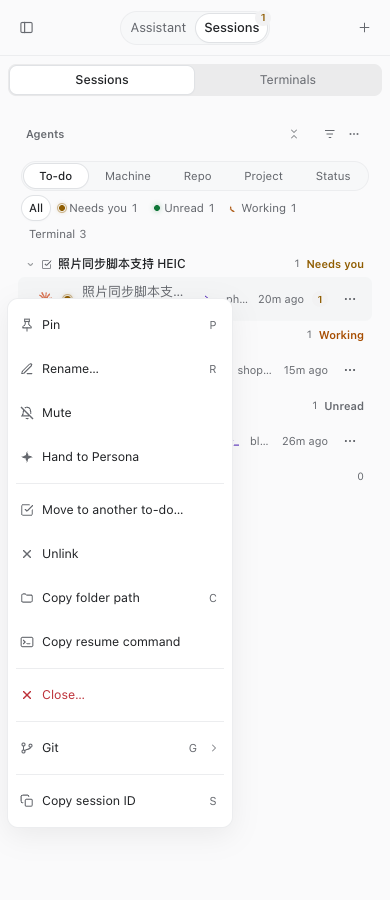 Assistant
Sessions
1
Sessions
Terminals
Agents
To-do
Machine
Repo
Project
Status
All
Needs you 1
Unread 1
Working 1
Terminal 3
照片同步脚本支持 HEIC
1 Needs you
照片同步脚本支...
ph... 20m ago 1
1 Working
shop... 15m ago
1 Unread
bl... 26m ago
0
Pin P
Rename... R
Mute
Hand to Persona
Move to another to-do...
Unlink
Copy folder path C
Copy resume command
Close...
Git G
Copy session ID S